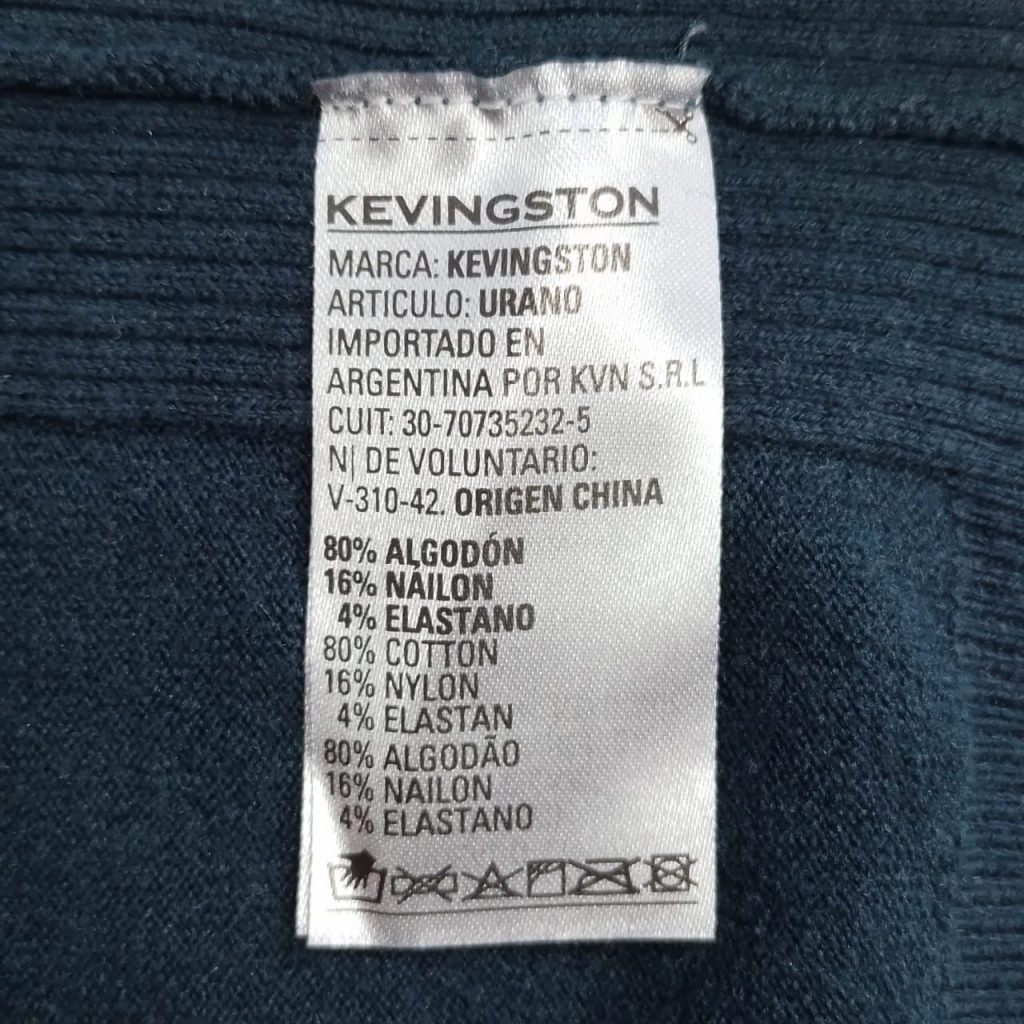 KEVINGSTON
MARCA: KEVINGSTON
ARTICULO: URANO
IMPORTADO EN
ARGENTINA POR KVN S.R.L
CUIT: 30-70735232-5
N| DE VOLUNTARIO:
V-310-42. ORIGEN CHINA
80% ALGODÓN
16% NAILON
4% ELASTANO
80% COTTON
16% NYLON
4% ELASTAN
80% ALGODÃO
16% NAILON
4% ELASTANO